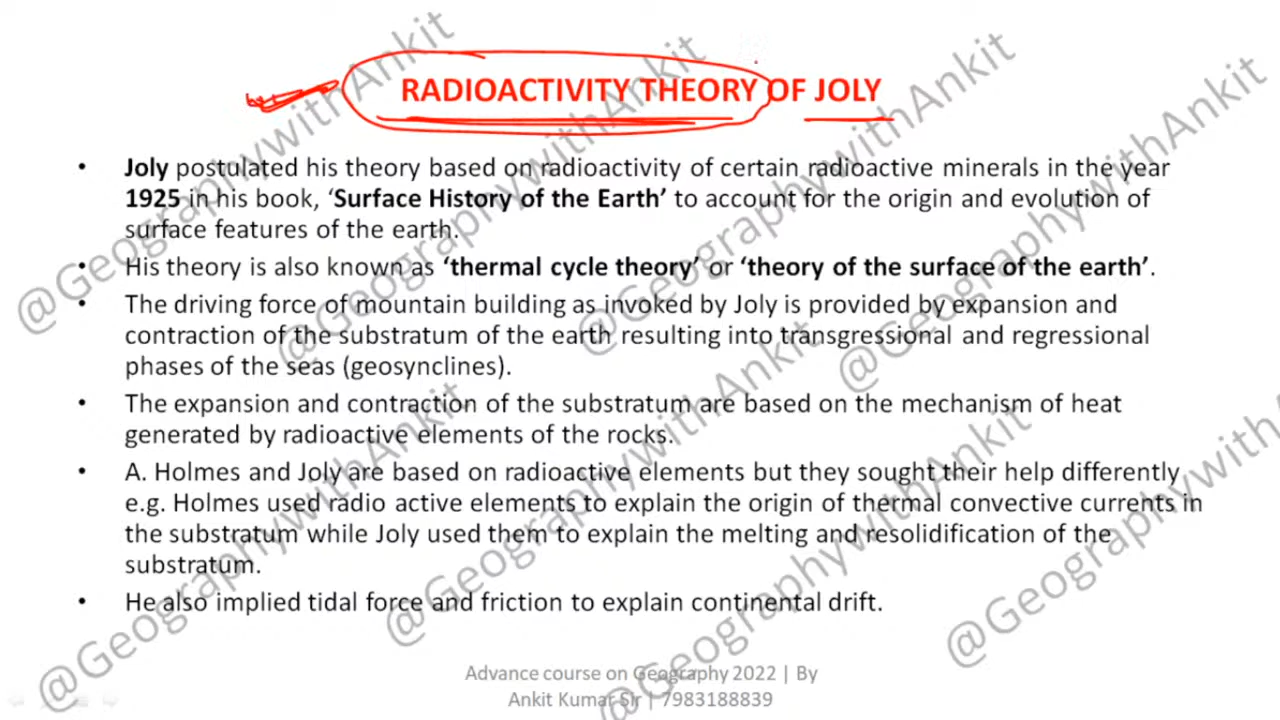 RADIOACTIVITY THEORY OF JOLY
• Joly postulated his theory based on radioactivity of certain radioactive minerals in the year
1925 in his book, ‘Surface History of the Earth’ to account for the origin and evolution of
surface features of the earth.
• His theory is also known as ‘thermal cycle theory’ or ‘theory of the surface of the earth’.
• The driving force of mountain building as invoked by Joly is provided by expansion and
contraction of the substratum of the earth resulting into transgressional and regressional
phases of the seas (geosynclines).
• The expansion and contraction of the substratum are based on the mechanism of heat
generated by radioactive elements of the rocks.
• A. Holmes and Joly are based on radioactive elements but they sought their help differently
e.g. Holmes used radio active elements to explain the origin of thermal convective currents in
the substratum while Joly used them to explain the melting and resolidification of the
substratum.
• He also implied tidal force and friction to explain continental drift.
Advance course on Geography 2022 | By
Ankit Kumar Sir | 7983188839
@GeographywithAnkit
@GeographywithAnkit
@GeographywithAnkit
@GeographywithAnkit
@GeographywithAnkit
@GeographywithAnkit
@GeographywithAnkit
@GeographywithA